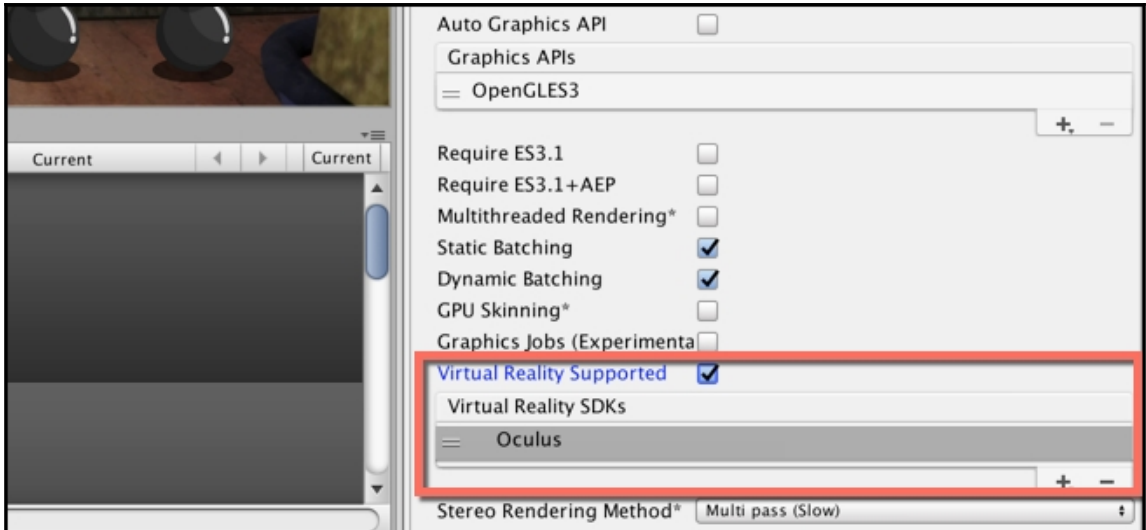 Auto Graphics API
Graphics APIs
OpenGLES3
Current
Current
Require ES3.1
Require ES3.1+AEP
Multithreaded Rendering*
Static Batching
Dynamic Batching
GPU Skinning*
Graphics Jobs (Experimenta
Virtual Reality Supported
Virtual Reality SDKs
Oculus
Stereo Rendering Method* Multi pass (Slow)